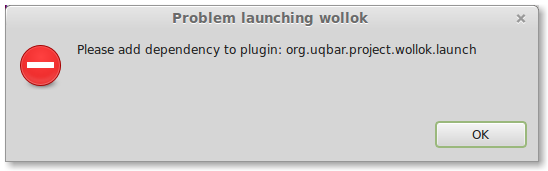 Problem launching wollok
Please add dependency to plugin: org.uqbar.project.wollok.launch
OK